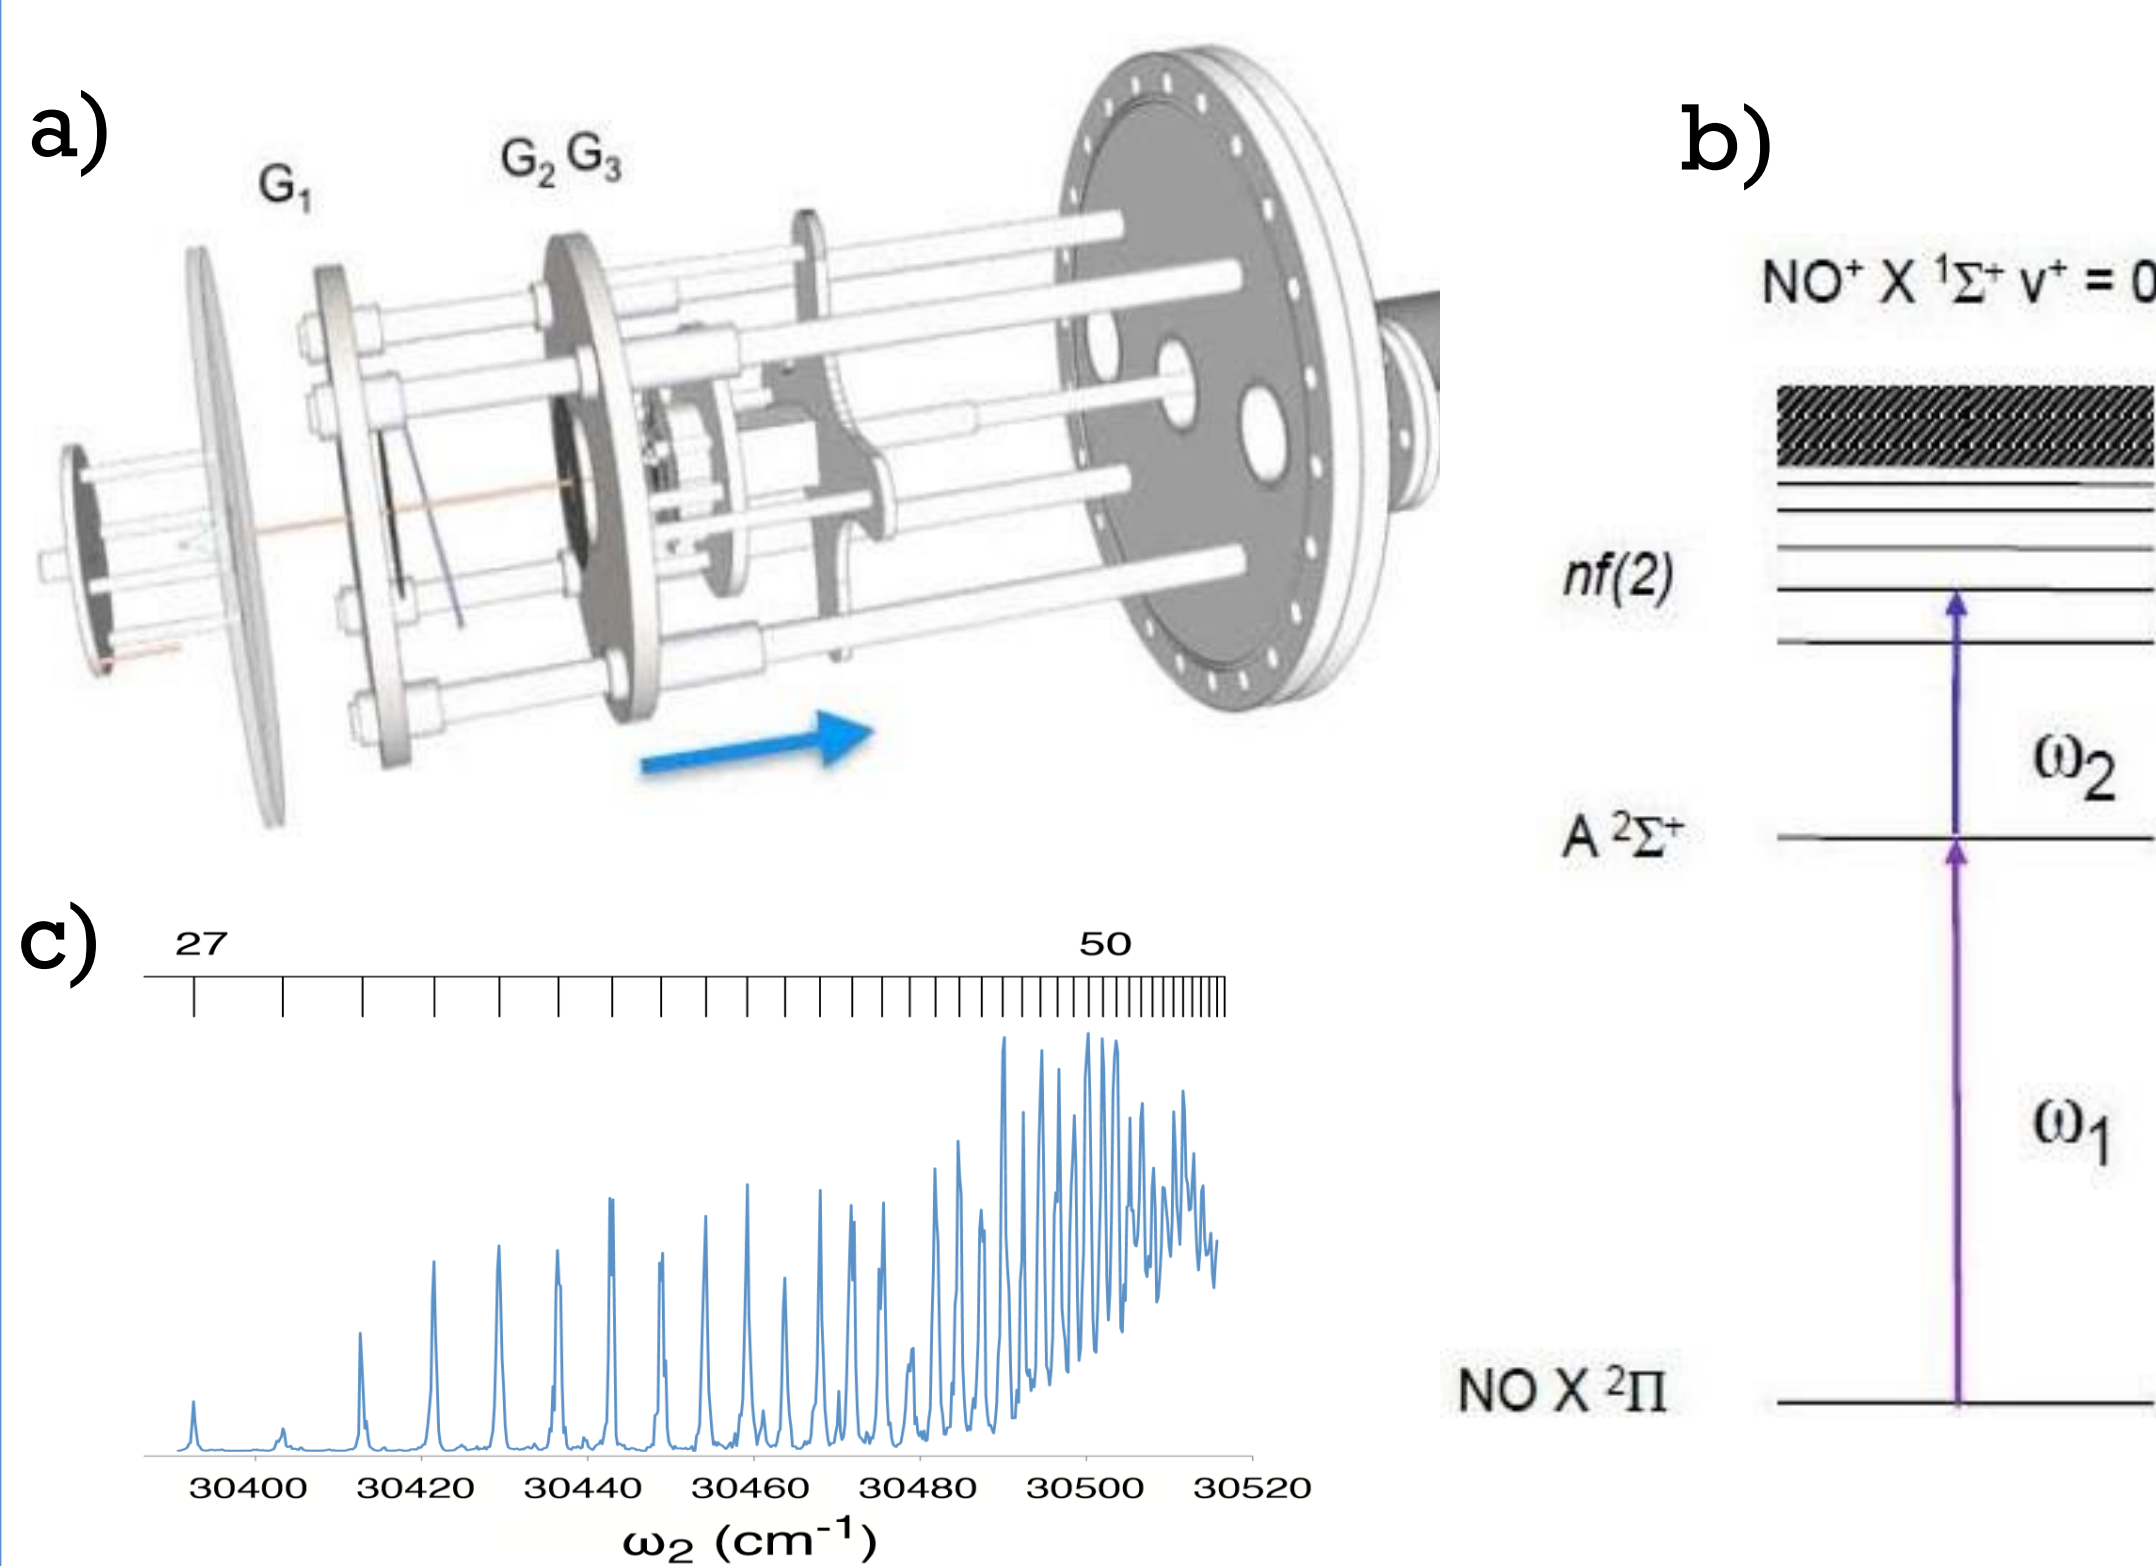 a)
G₁
G₂ G₃
b)
NO⁺ X ¹Σ⁺ v⁺ = 0
nf(2)
ω₂
A ²Σ⁺
ω₁
NO X ²Π
c)
27 50
30400 30420 30440 30460 30480 30500 30520
ω₂ (cm⁻¹)